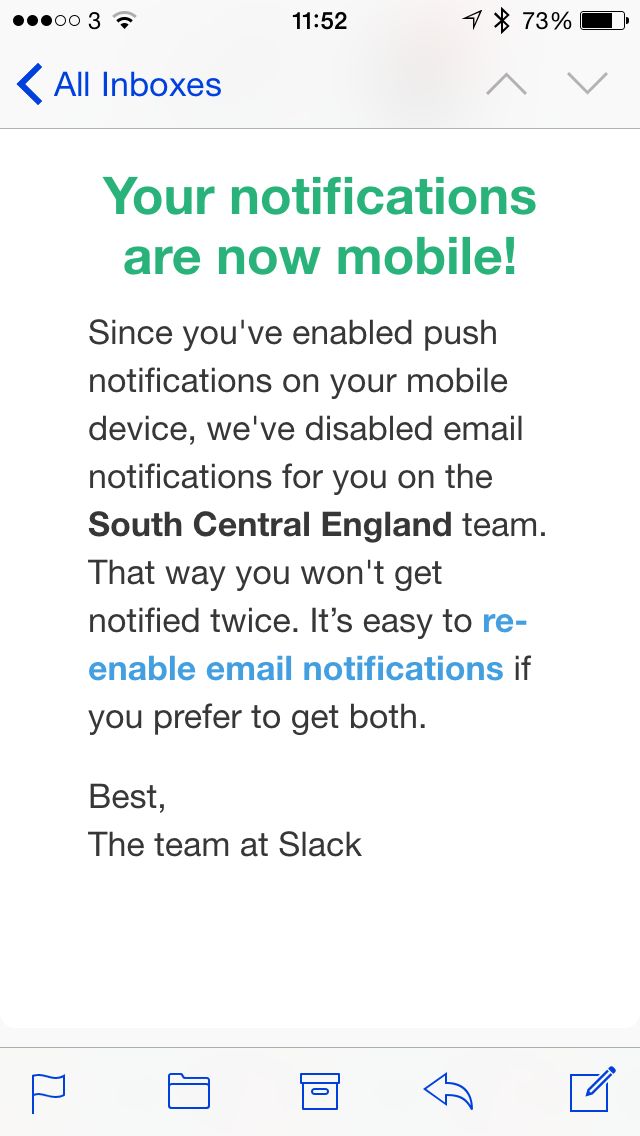 3 11:52 73%
All Inboxes
Your notifications
are now mobile!
Since you've enabled push
notifications on your mobile
device, we've disabled email
notifications for you on the
South Central England team.
That way you won't get
notified twice. It’s easy to re-
enable email notifications if
you prefer to get both.
Best,
The team at Slack